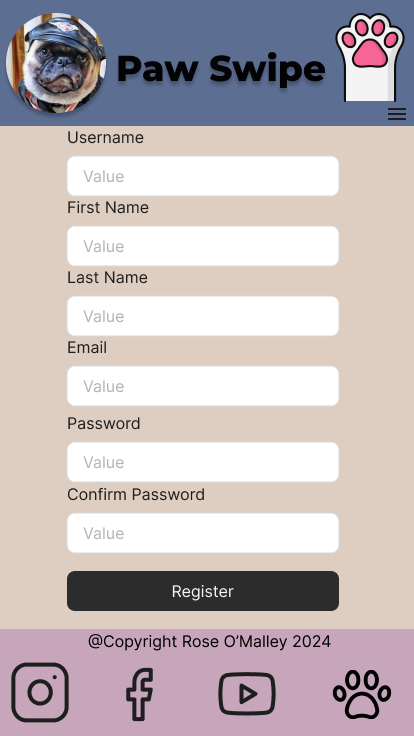 Paw Swipe
Username
Value
First Name
Value
Last Name
Value
Email
Value
Password
Value
Confirm Password
Value
Register
@Copyright Rose O’Malley 2024